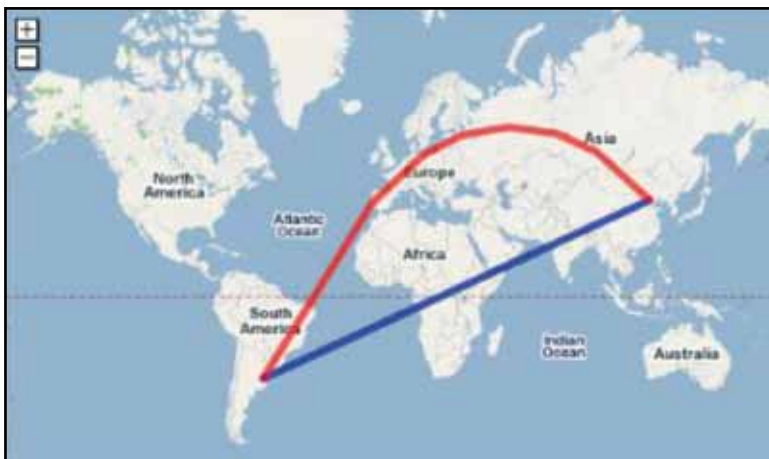 +
−
Asia
Europe
North
America
Atlantic
Ocean
Africa
South
America
Indian
Ocean
Australia